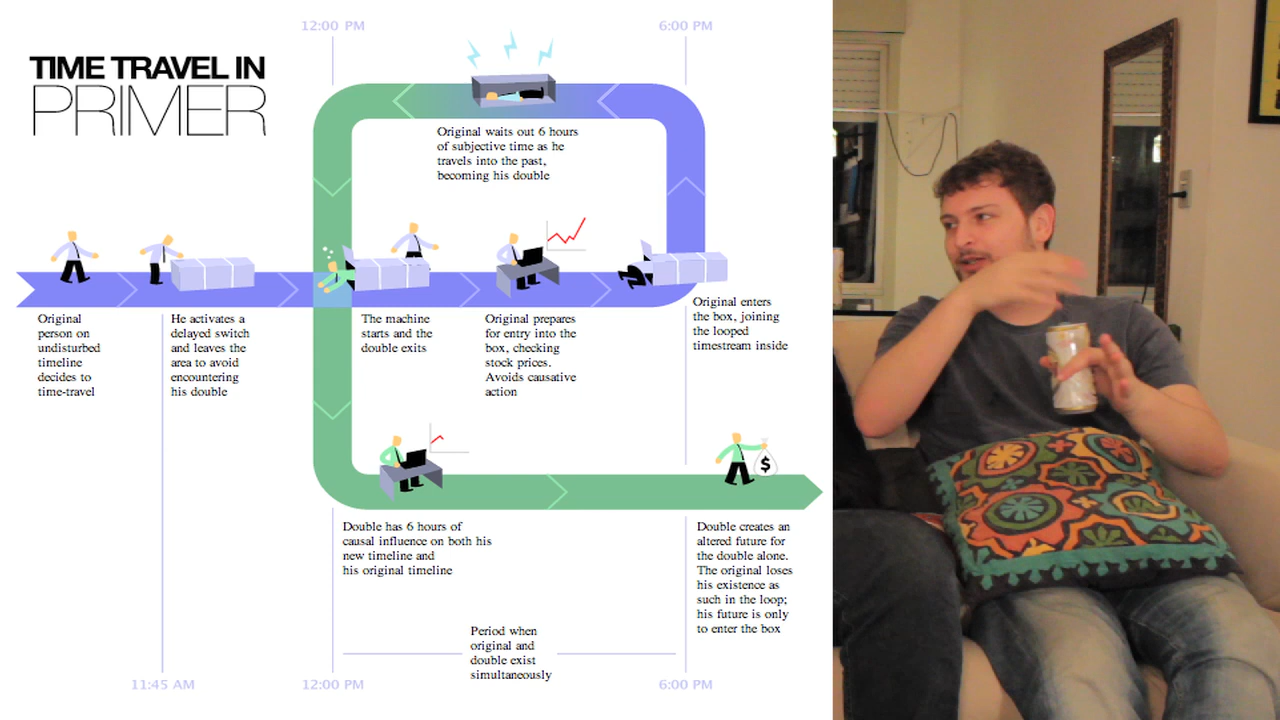 12:00 PM
6:00 PM
TIME TRAVEL IN
PRIMER
Original waits out 6 hours
of subjective time as he
travels into the past,
becoming his double
Original
person on
undisturbed
timeline
decides to
time-travel
He activates a
delayed switch
and leaves the
area to avoid
encountering
his double
The machine
starts and the
double exits
Original prepares
for entry into the
box, checking
stock prices.
Avoids causative
action
Original enters
the box, joining
the looped
timestream inside
$
Double has 6 hours of
causal influence on both his
new timeline and
his original timeline
Double creates an
altered future for
the double alone.
The original loses
his existence as
such in the loop;
his future is only
to enter the box
Period when
original and
double exist
simultaneously
11:45 AM
12:00 PM
6:00 PM